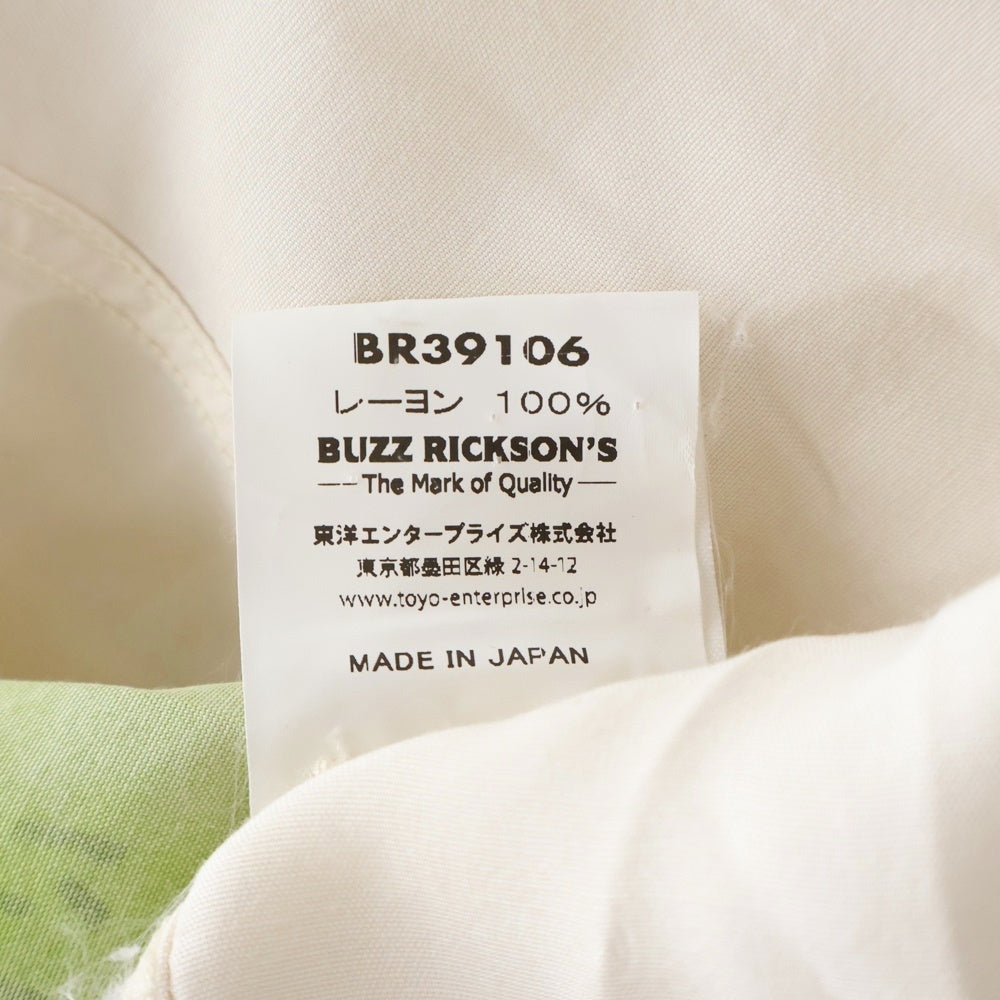 BR39106
レーヨン 100%
BUZZ RICKSON'S
The Mark of Quality
東洋エンタープライズ株式会社
東京都墨田区緑 2-14-12
www.toyo-enterprise.co.jp
MADE IN JAPAN